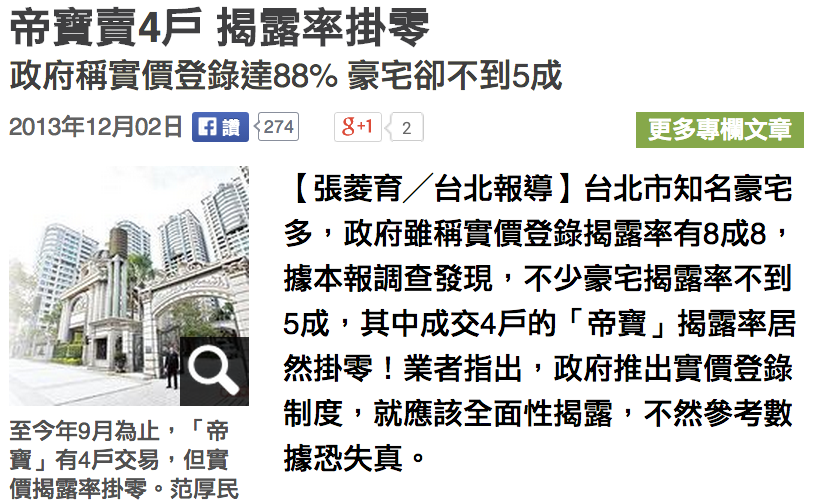 帝寶賣4戶 揭露率掛零
政府稱實價登錄達88% 豪宅卻不到5成
2013年12月02日 讚 274 g+1 2 更多專欄文章
【張菱育╱台北報導】台北市知名豪宅
多，政府雖稱實價登錄揭露率有8成8，
據本報調查發現，不少豪宅揭露率不到
5成，其中成交4戶的「帝寶」揭露率居
然掛零！業者指出，政府推出實價登錄
制度，就應該全面性揭露，不然參考數
據恐失真。
至今年9月為止，「帝
寶」有4戶交易，但實
價揭露率掛零。范厚民